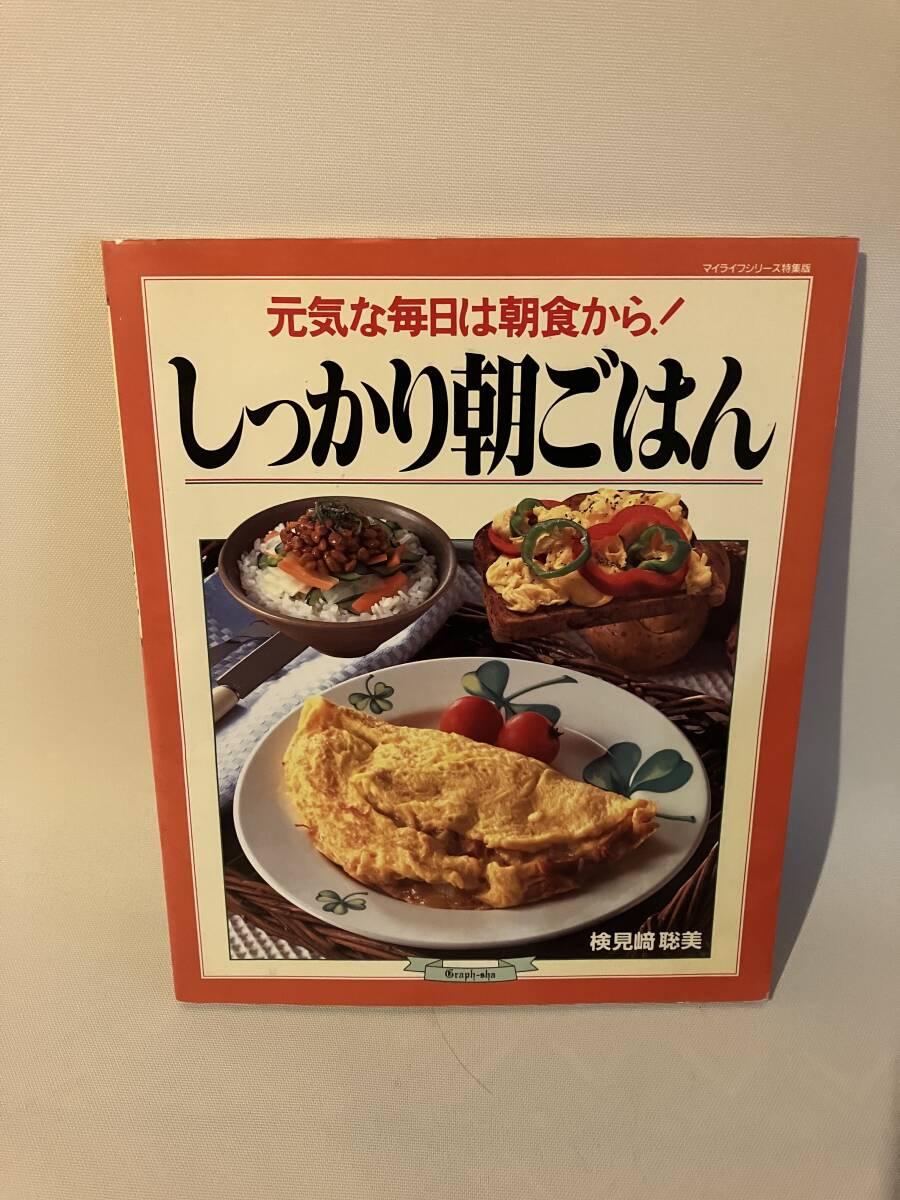 マイライフシリーズ特集版
元気な毎日は朝食から!
しっかり朝ごはん
検見﨑 聡美
Graph-sha